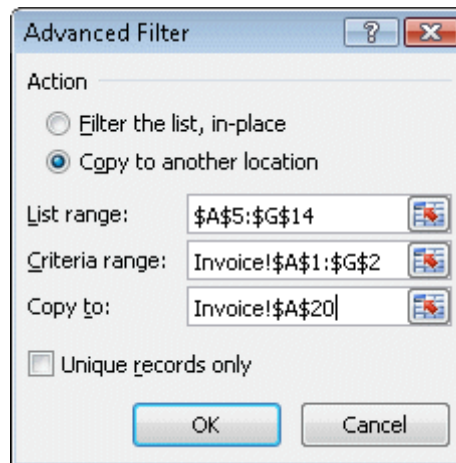 Advanced Filter ?
Action
Filter the list, in-place
Copy to another location
List range: $A$5:$G$14
Criteria range: Invoice!$A$1:$G$2
Copy to: Invoice!$A$20
Unique records only
OK Cancel